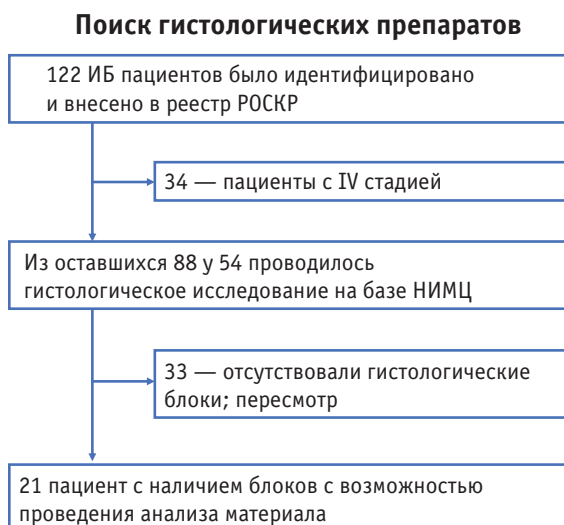 Поиск гистологических препаратов
122 ИБ пациентов было идентифицировано
и внесено в реестр РОСКР
34 — пациенты с IV стадией
Из оставшихся 88 у 54 проводилось
гистологическое исследование на базе НИМЦ
33 — отсутствовали гистологические
блоки; пересмотр
21 пациент с наличием блоков с возможностью
проведения анализа материала